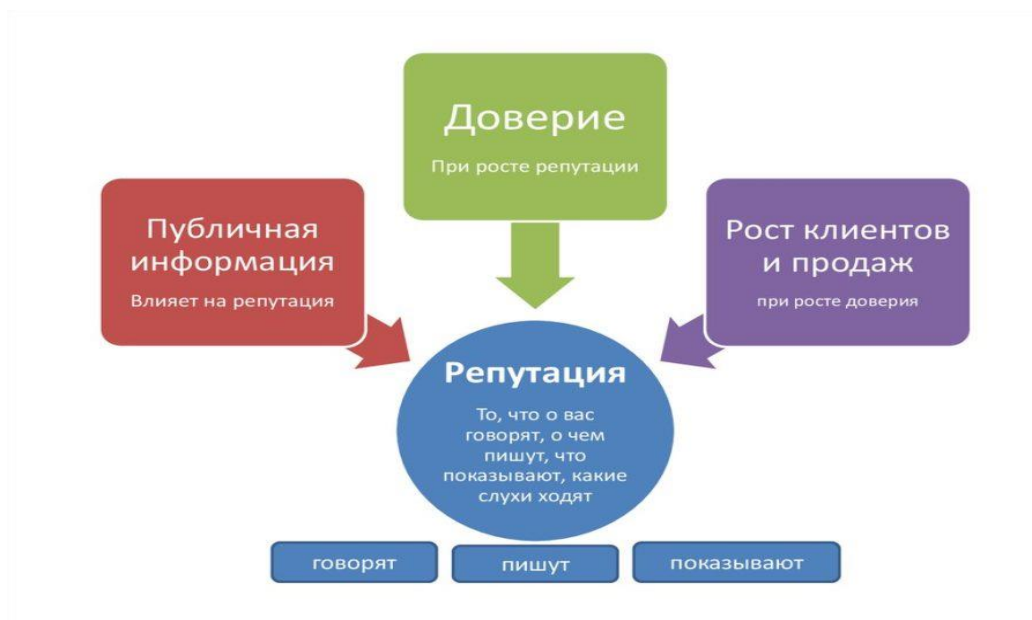 Доверие
При росте репутации
Публичная
информация
Влияет на репутация
Рост клиентов
и продаж
при росте доверия
Репутация
То, что о вас
говорят, о чем
пишут, что
показывают, какие
слухи ходят
говорят
пишут
показывают